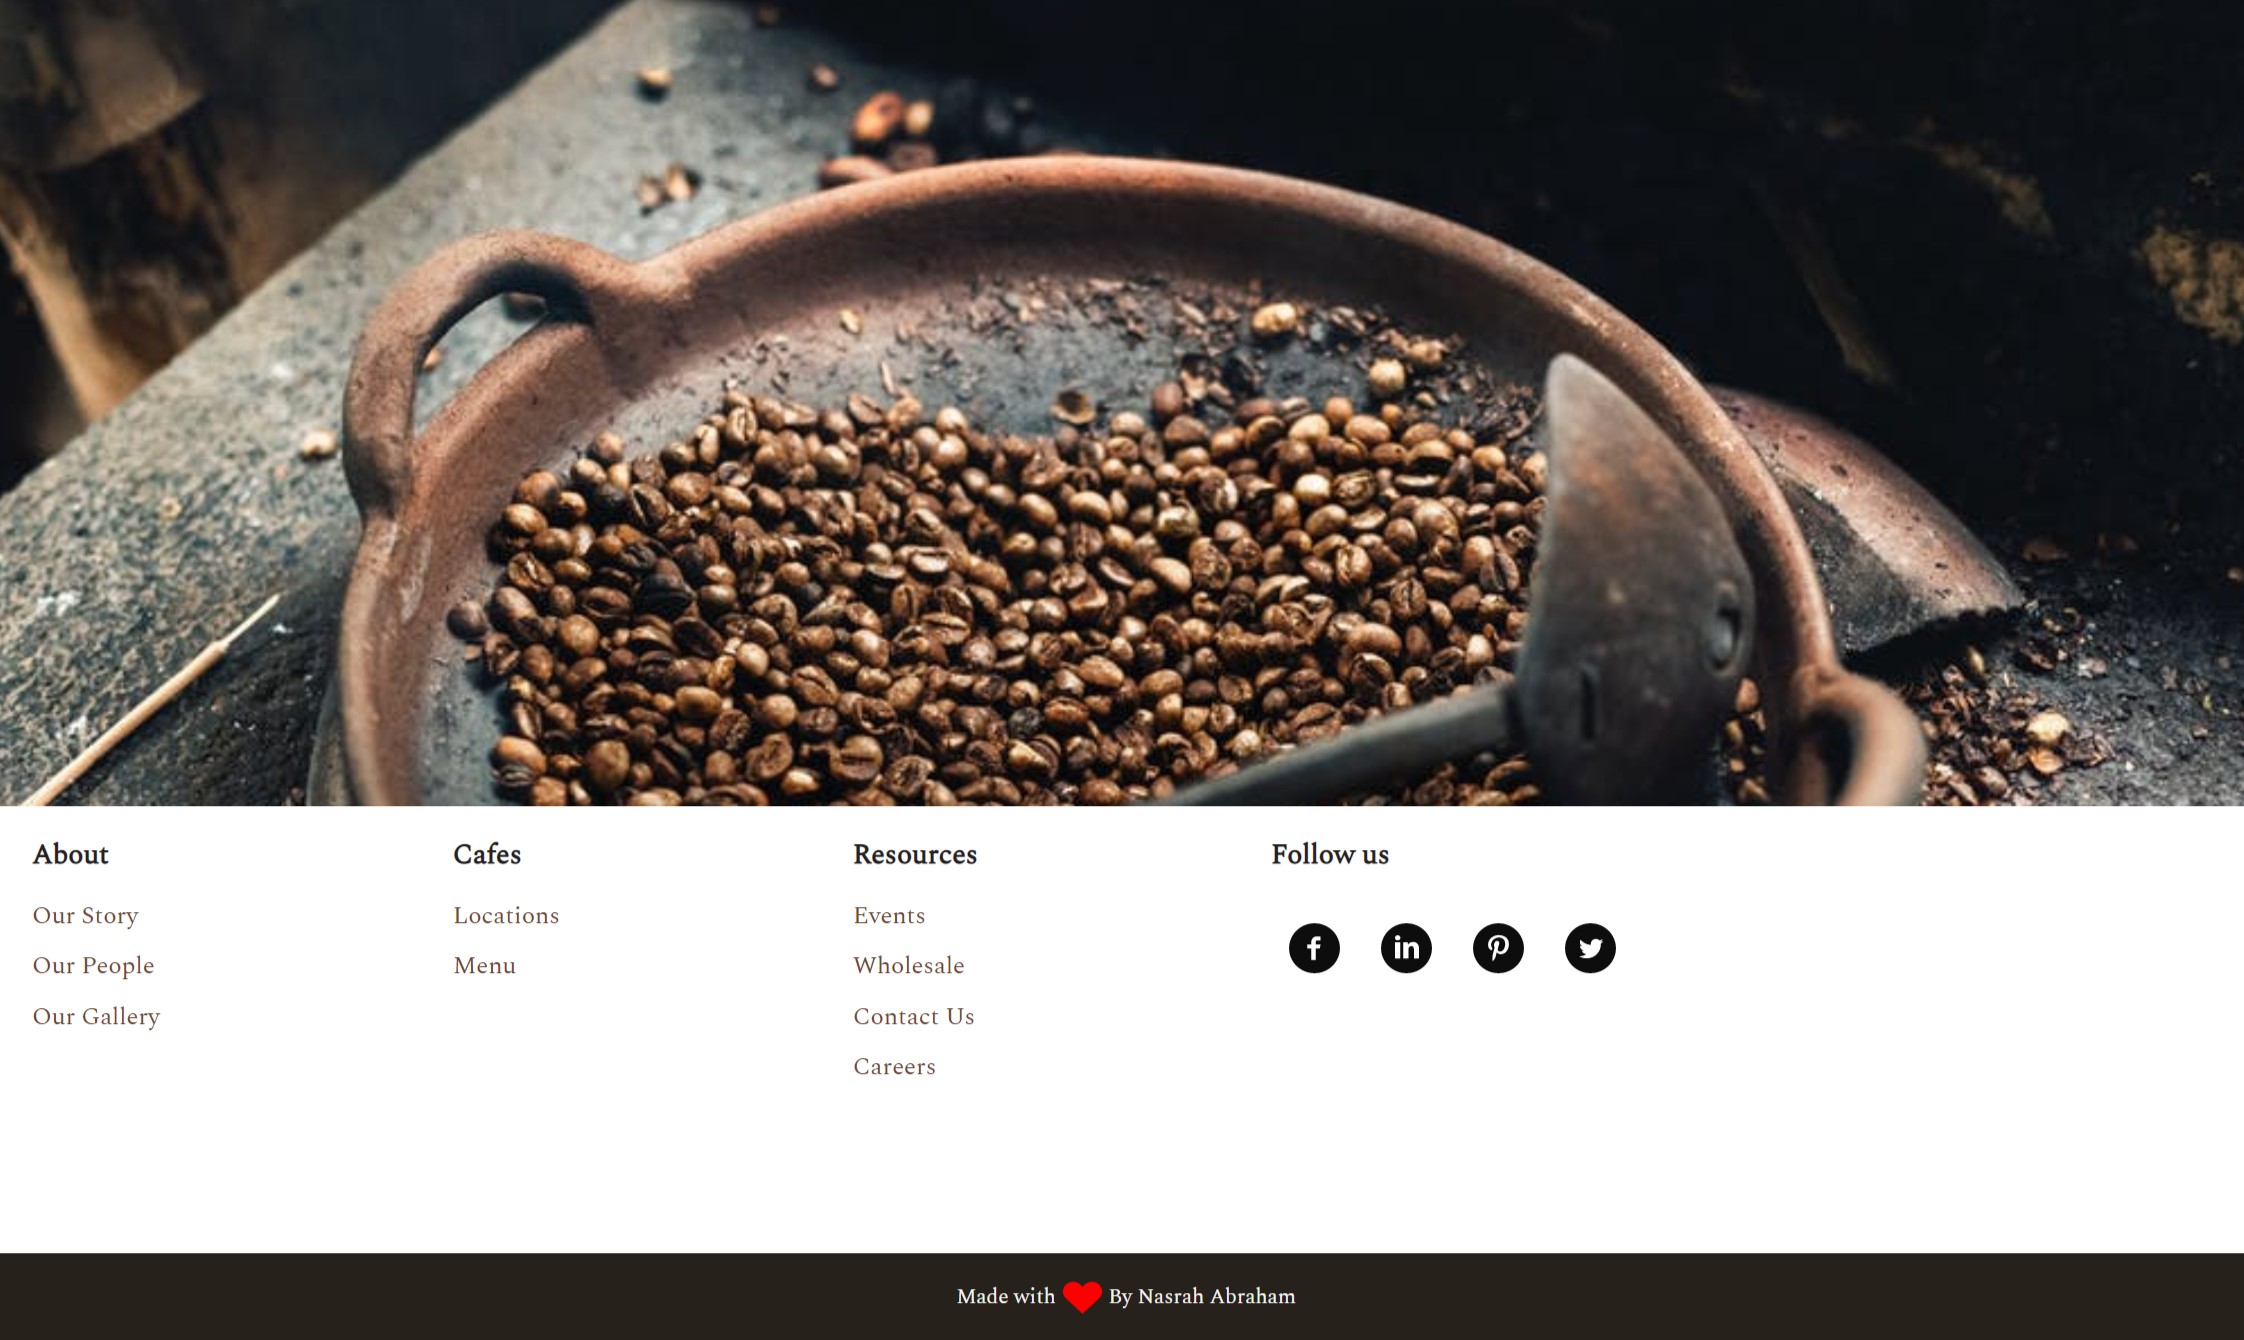 About
Our Story
Our People
Our Gallery
Cafes
Locations
Menu
Resources
Events
Wholesale
Contact Us
Careers
Follow us
Made with By Nasrah Abraham